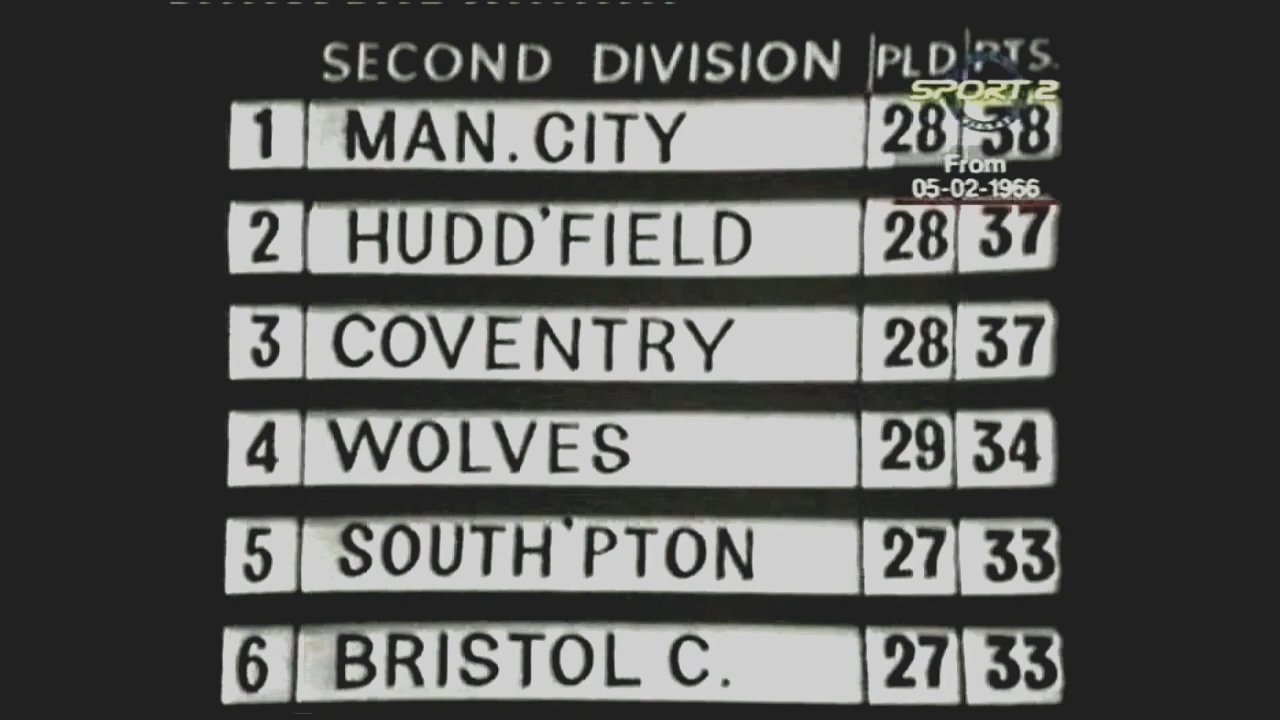 SECOND DIVISION PLD PTS.
SPORT 2
1 MAN. CITY 28 38
From
05-02-1966
2 HUDD'FIELD 28 37
3 COVENTRY 28 37
4 WOLVES 29 34
5 SOUTH'PTON 27 33
6 BRISTOL C. 27 33